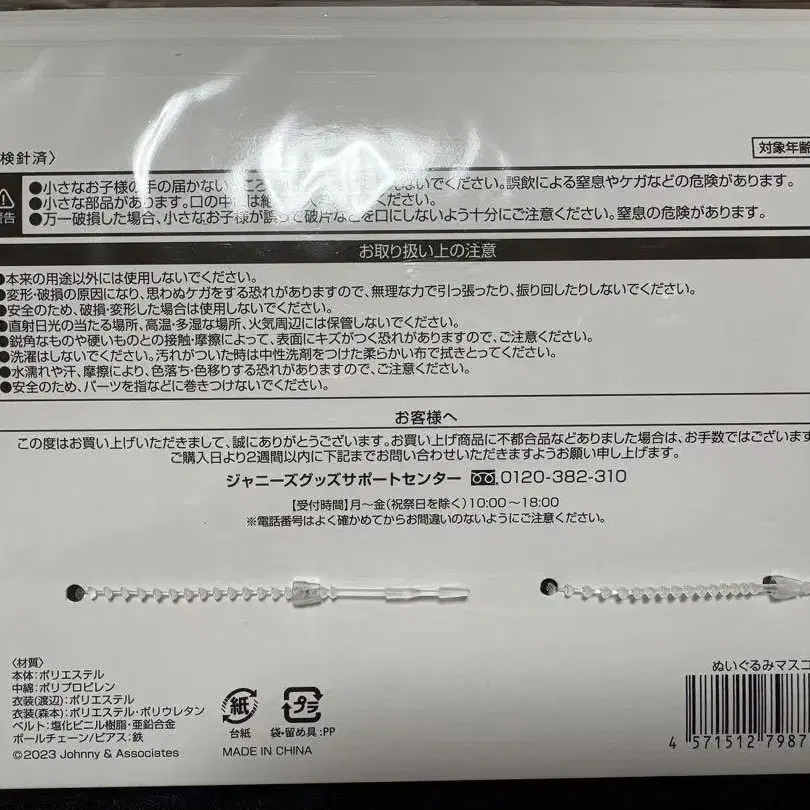 検針済〉
対象年齢
警告
●小さなお子様の手の届かない ください。誤飲による窒息やケガなどの危険があります。
●小さな部品があります。口の中には絶 ください。
●万一破損した場合、小さなお子様が誤って破片などを口にしないよう十分にご注意ください。窒息の危険があります。
お取り扱い上の注意
●本来の用途以外には使用しないでください。
●変形・破損の原因になり、思わぬケガをする恐れがありますので、無理な力で引っ張ったり、振り回したりしないでください。
●安全のため、破損・変形した場合は使用しないでください。
●直射日光の当たる場所、高温・多湿な場所、火気周辺には保管しないでください。
●鋭角なものや硬いものとの接触・摩擦によって、表面にキズがつく恐れがありますので、ご注意ください。
●洗濯はしないでください。汚れがついた時は中性洗剤をつけた柔らかい布で拭きとってください。
●水濡れや汗、摩擦により、色落ち・色移りする恐れがありますので、ご注意ください。
●安全のため、パーツを指などに巻きつけないでください。
お客様へ
この度はお買い上げいただきまして、誠にありがとうございます。お買い上げ商品に不都合品などありました場合は、お手数ではございます
ご購入日より2週間以内に下記までお問い合わせいただきますようお願い申し上げます。
ジャニーズグッズサポートセンター 0120-382-310
【受付時間】月～金(祝祭日を除く)10:00～18:00
※電話番号はよく確かめてからお間違いのないようにご注意ください。
〈材質〉
本体:ポリエステル
中綿:ポリプロピレン
衣装(渡辺):ポリエステル
衣装(森本):ポリエステル・ポリウレタン
ベルト:塩化ビニル樹脂・亜鉛合金
ボールチェーン/ピアス:鉄
©2023 Johnny & Associates
紙
台紙
プラ
袋・留め具:PP
MADE IN CHINA
ぬいぐるみマスコ
4 571512 7987